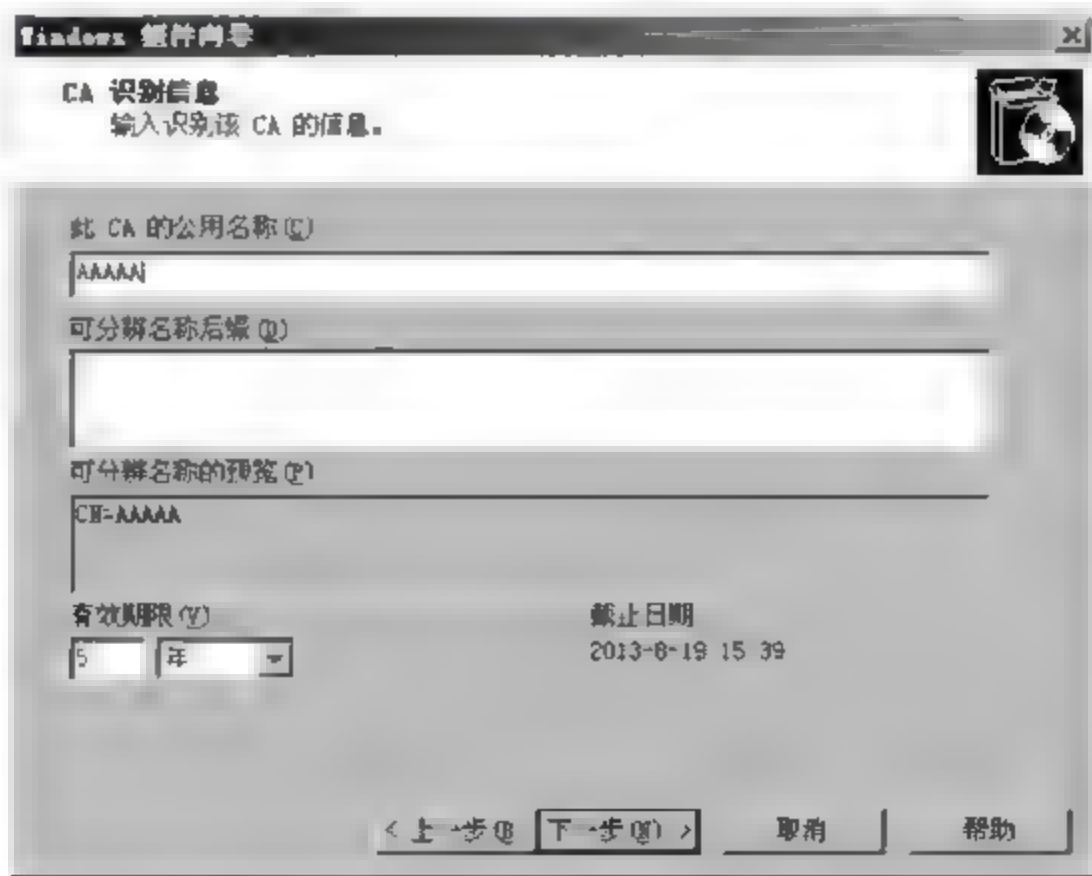 Windows 组件向导
CA 识别信息
输入识别该 CA 的信息。
此 CA 的公用名称(C)
AAAAA
可分辨名称后缀(D)
可分辨名称的预览(P)
CN=AAAAA
有效期限(V) 截止日期
5 年 2013-8-19 15 39
< 上一步(B 下一步(N) > 取消 帮助